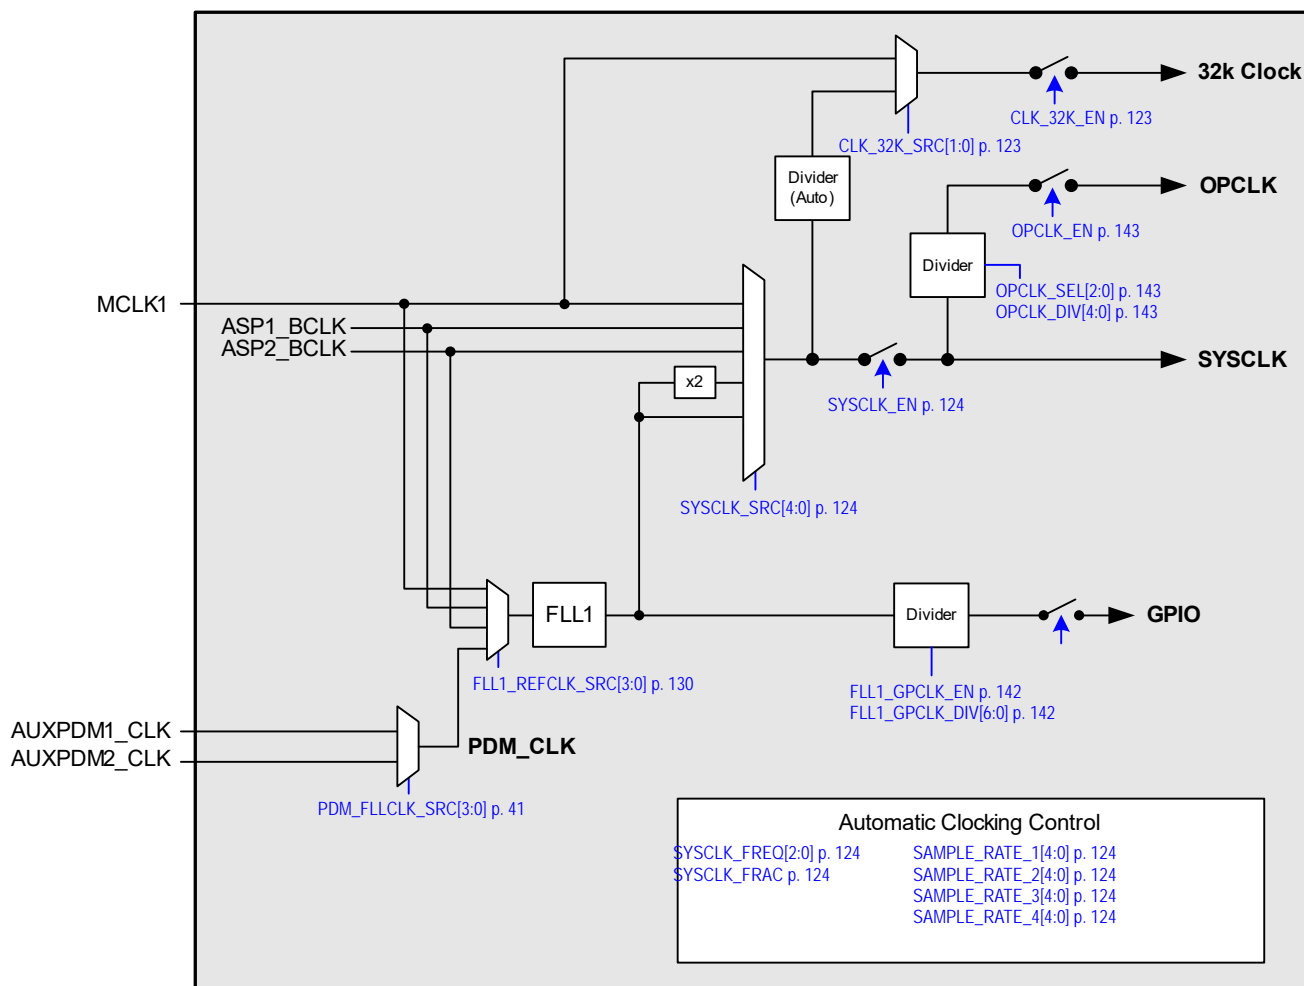 32k Clock
CLK_32K_EN p. 123
CLK_32K_SRC[1:0] p. 123
Divider
(Auto)
OPCLK
OPCLK_EN p. 143
Divider
OPCLK_SEL[2:0] p. 143
OPCLK_DIV[4:0] p. 143
MCLK1
ASP1_BCLK
ASP2_BCLK
SYSCLK
x2
SYSCLK_EN p. 124
SYSCLK_SRC[4:0] p. 124
FLL1
Divider
GPIO
FLL1_REFCLK_SRC[3:0] p. 130
FLL1_GPCLK_EN p. 142
FLL1_GPCLK_DIV[6:0] p. 142
AUXPDM1_CLK
AUXPDM2_CLK
PDM_CLK
PDM_FLLCLK_SRC[3:0] p. 41
Automatic Clocking Control
SYSCLK_FREQ[2:0] p. 124
SYSCLK_FRAC p. 124
SAMPLE_RATE_1[4:0] p. 124
SAMPLE_RATE_2[4:0] p. 124
SAMPLE_RATE_3[4:0] p. 124
SAMPLE_RATE_4[4:0] p. 124